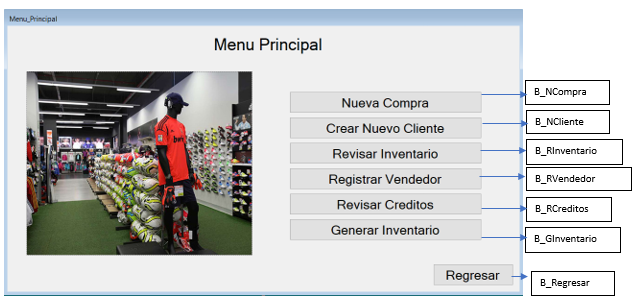 Menu_Principal
Menu Principal
Nueva Compra
B_NCompra
Crear Nuevo Cliente
B_NCliente
Revisar Inventario
B_RInventario
Registrar Vendedor
B_RVendedor
Revisar Creditos
B_RCreditos
Generar Inventario
B_GInventario
Regresar
B_Regresar